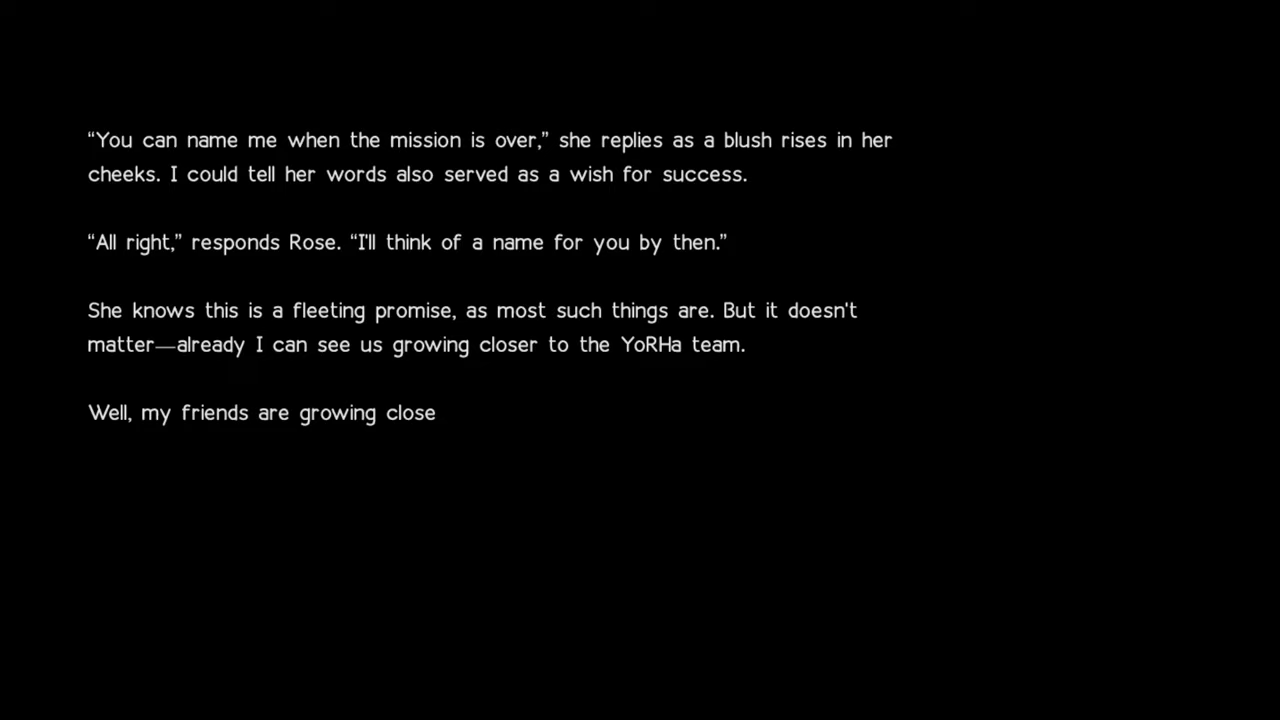 “You can name me when the mission is over,” she replies as a blush rises in her
cheeks. I could tell her words also served as a wish for success.
“All right,” responds Rose. “I'll think of a name for you by then.”
She knows this is a fleeting promise, as most such things are. But it doesn't
matter—already I can see us growing closer to the YoRHa team.
Well, my friends are growing close